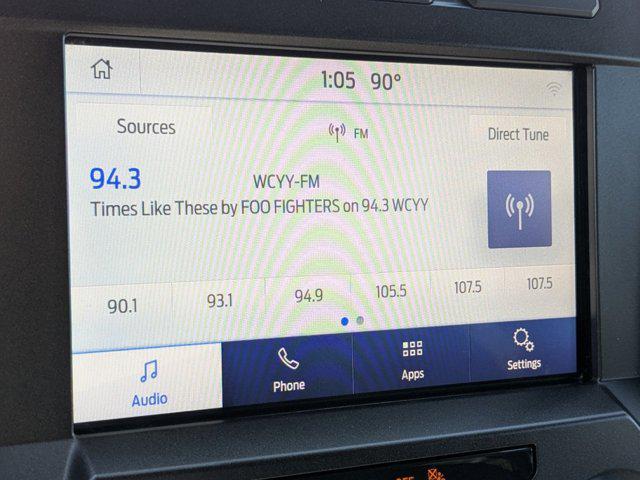 1:05 90°
Sources FM Direct Tune
94.3 WCYY-FM
Times Like These by FOO FIGHTERS on 94.3 WCYY
90.1 93.1 94.9 105.5 107.5 107.5
Audio Phone Apps Settings
OFF